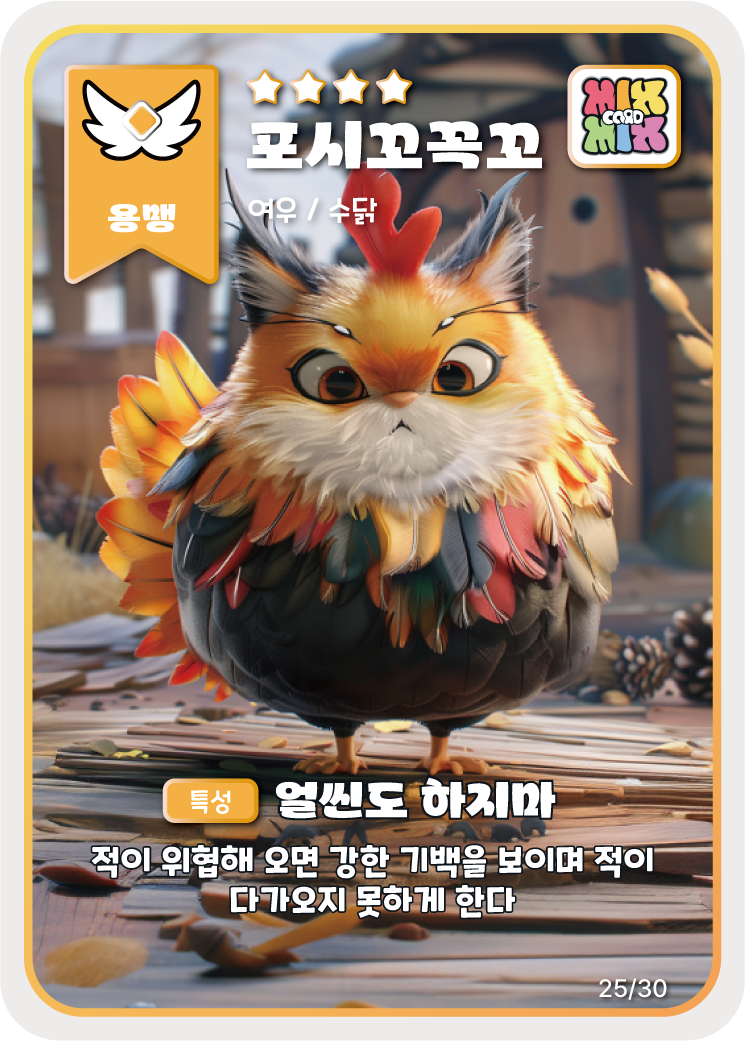 용맹
포시꼬꼭꼬
여우 / 수탉
MIX
CARD
MIX
특성
얼씬도 하지마
적이 위협해 오면 강한 기백을 보이며 적이
다가오지 못하게 한다
25/30